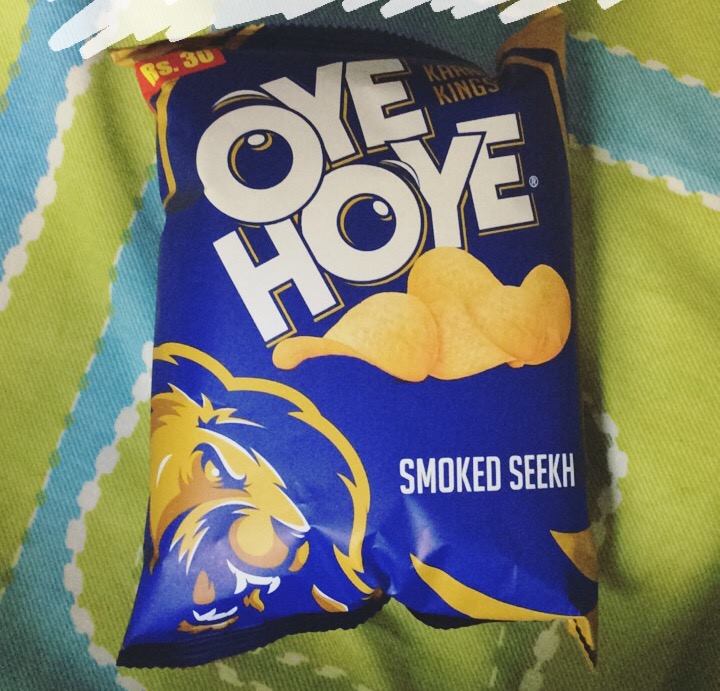 Rs. 30
OYE
HOYE®
KARACHI
KINGS
SMOKED SEEKH